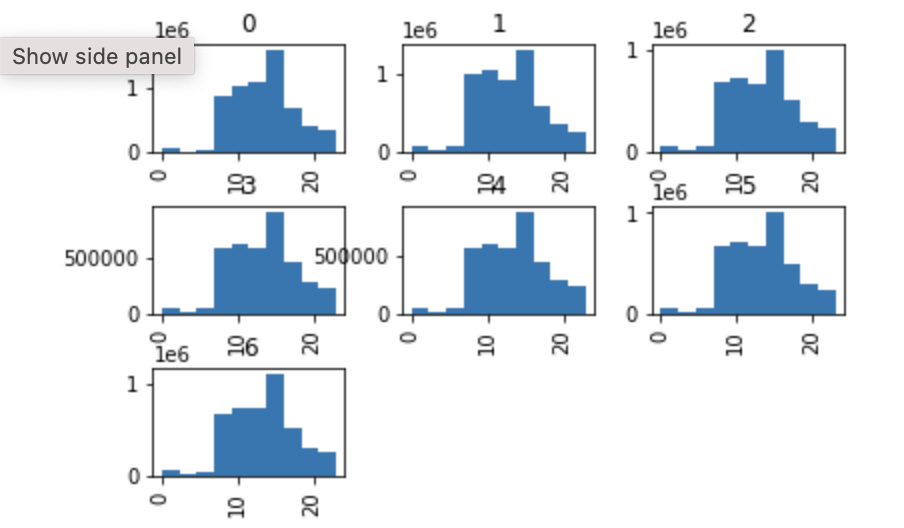 1e6 0 1e6 1 1e6 2
Show side panel
1 1 1
0 0 0
0 10 20 0 10 20 0 10 20
3 4 1e6 5
500000 500000 1
0 0 0
0 10 20 0 10 20 0 10 20
1e6 6
1
0
0 10 20